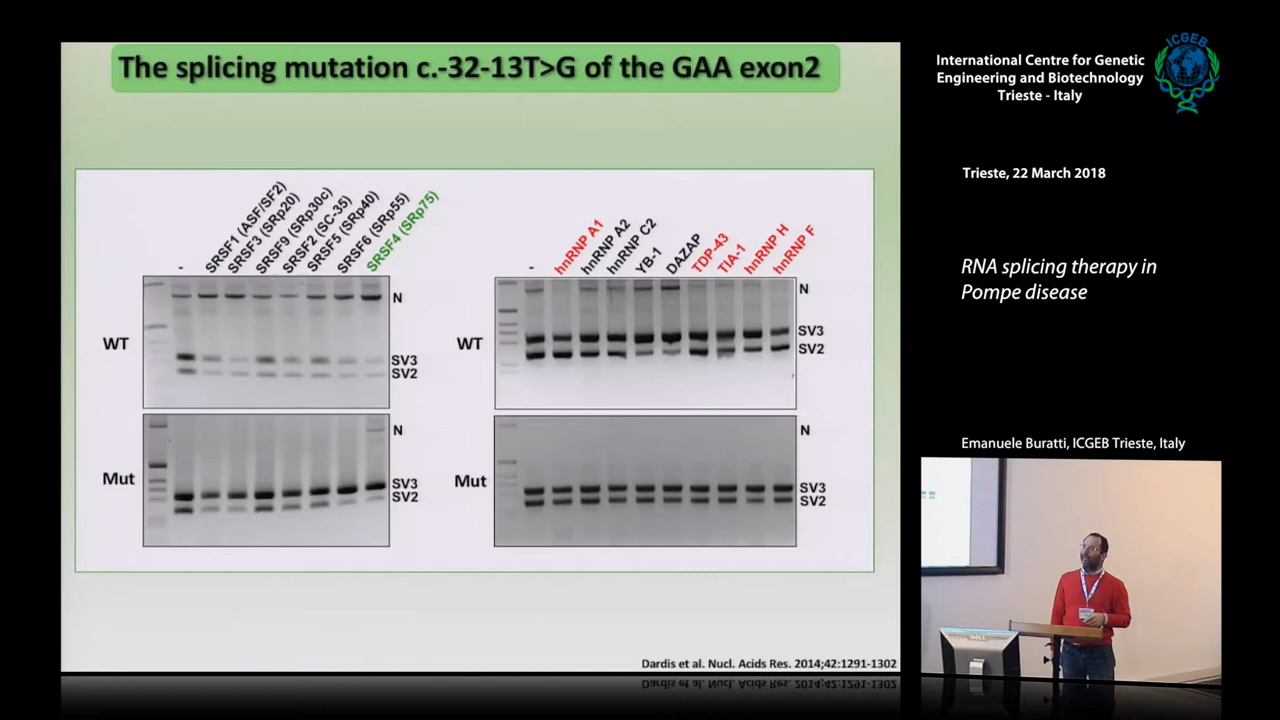 The splicing mutation c.-32-13T>G of the GAA exon2
-
SRSF1 (ASF/SF2)
SRSF3 (SRp20)
SRSF9 (SRp30c)
SRSF2 (SC-35)
SRSF5 (SRp40)
SRSF6 (SRp55)
SRSF4 (SRp75)
WT
N
SV3
SV2
Mut
N
SV3
SV2
-
hnRNP A1
hnRNP A2
hnRNP C2
YB-1
DAZAP
TDP-43
TIA-1
hnRNP H
hnRNP F
WT
N
SV3
SV2
Mut
N
SV3
SV2
Dardis et al. Nucl. Acids Res. 2014;42:1291-1302
International Centre for Genetic
Engineering and Biotechnology
Trieste - Italy
ICGEB
Trieste, 22 March 2018
RNA splicing therapy in
Pompe disease
Emanuele Buratti, ICGEB Trieste, Italy
DELL